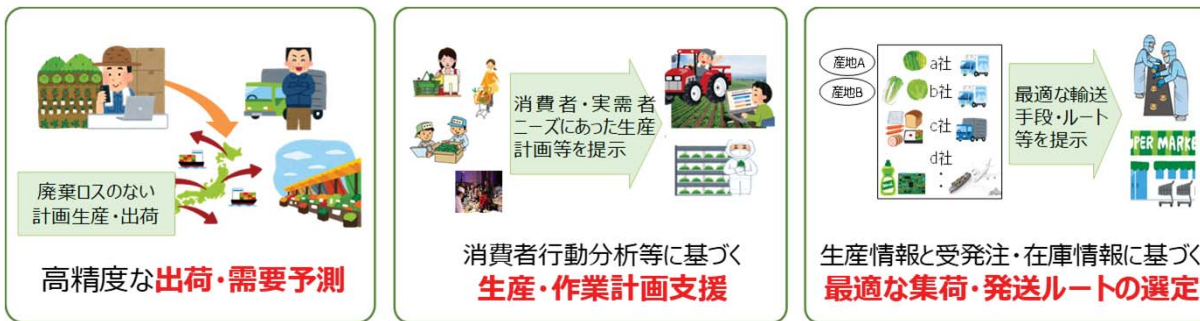 廃棄ロスのない
計画生産・出荷
高精度な出荷・需要予測
消費者・実需者
ニーズにあった生産
計画等を提示
消費者行動分析等に基づく
生産・作業計画支援
産地A
産地B
a社
b社
c社
d社
・
最適な輸送
手段・ルート
等を提示
PER MARKE
生産情報と受発注・在庫情報に基づく
最適な集荷・発送ルートの選定